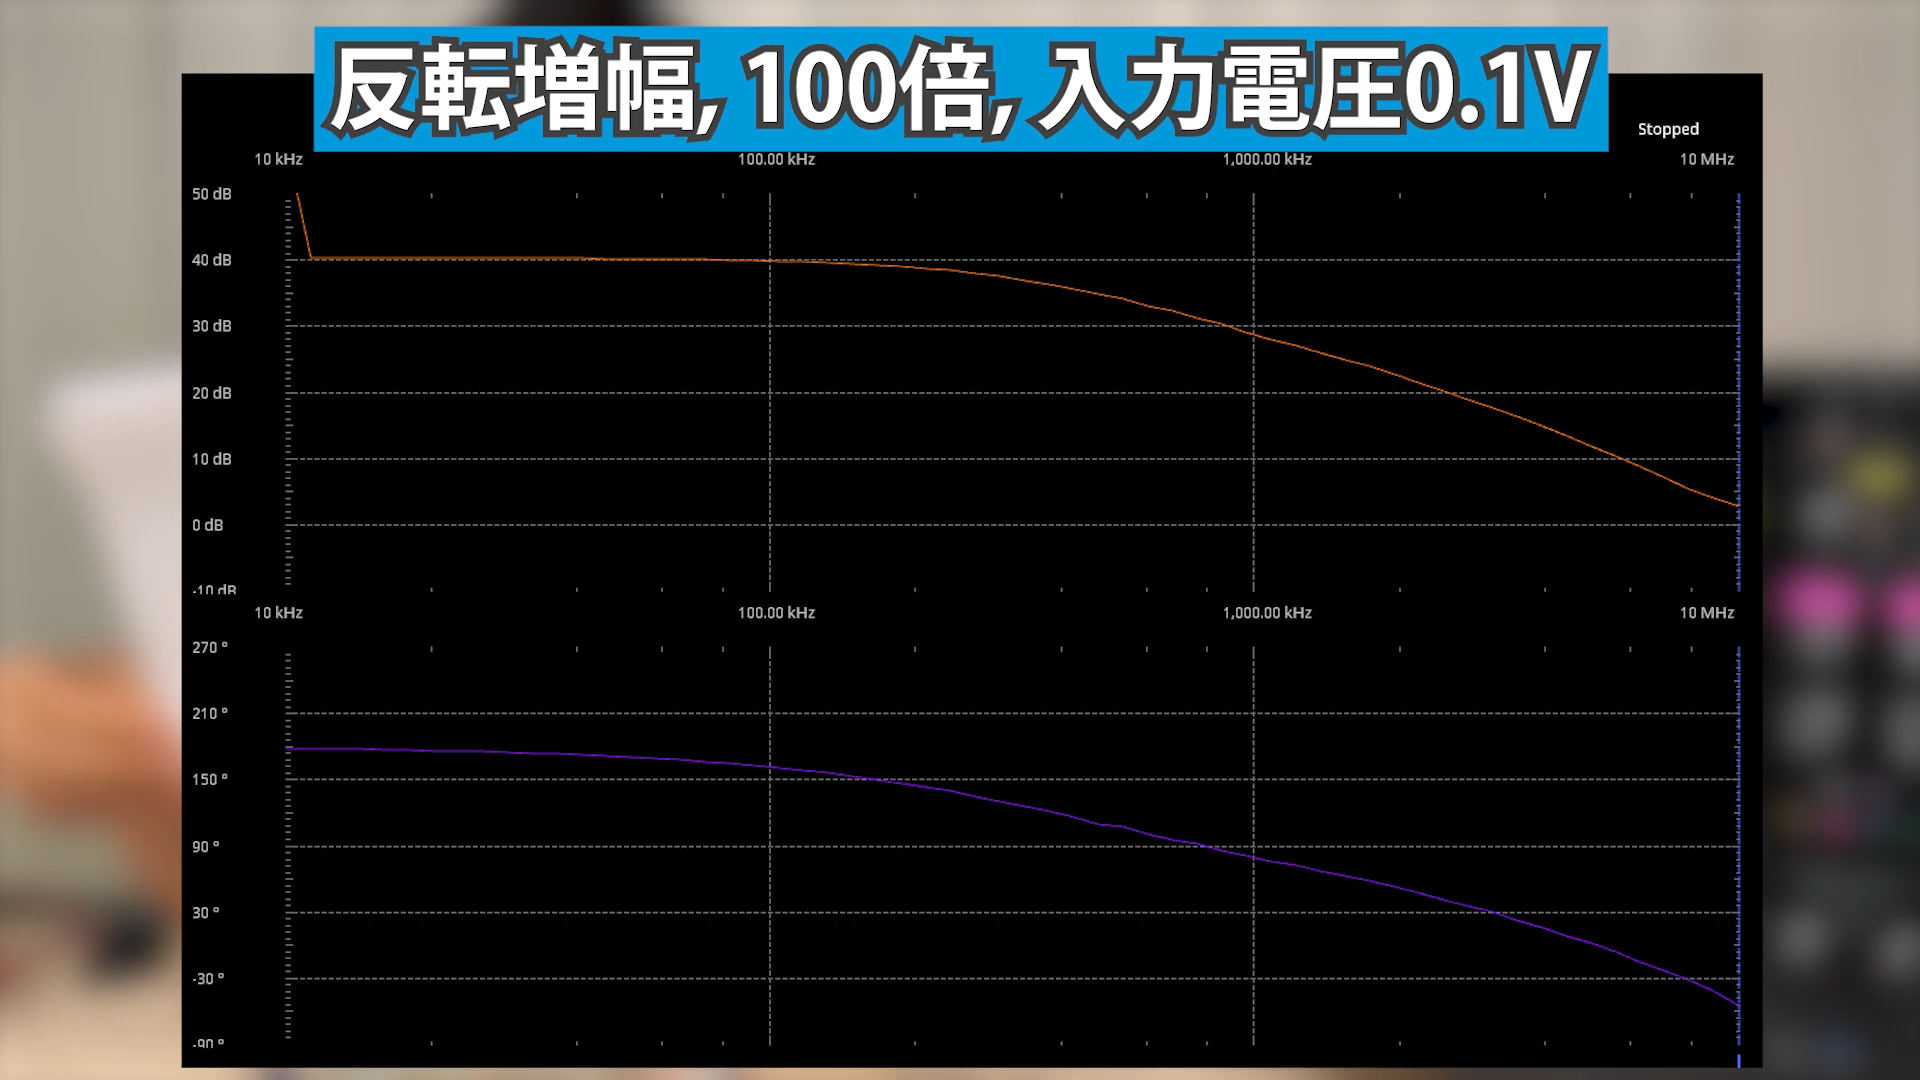 反転増幅, 100倍, 入力電圧0.1V
Stopped
10 kHz 100.00 kHz 1,000.00 kHz 10 MHz
50 dB
40 dB
30 dB
20 dB
10 dB
0 dB
-10 dB
10 kHz 100.00 kHz 1,000.00 kHz 10 MHz
270 °
210 °
150 °
90 °
30 °
-30 °
-90 °